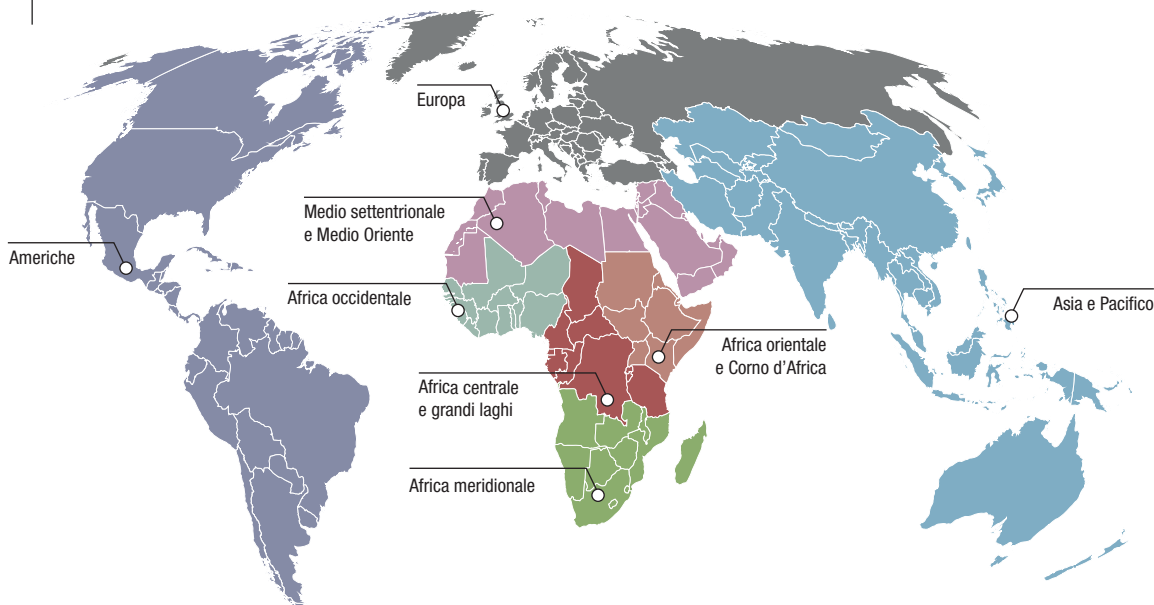 Europa
Medio settentrionale
e Medio Oriente
Americhe
Africa occidentale
Asia e Pacifico
Africa orientale
e Corno d'Africa
Africa centrale
e grandi laghi
Africa meridionale